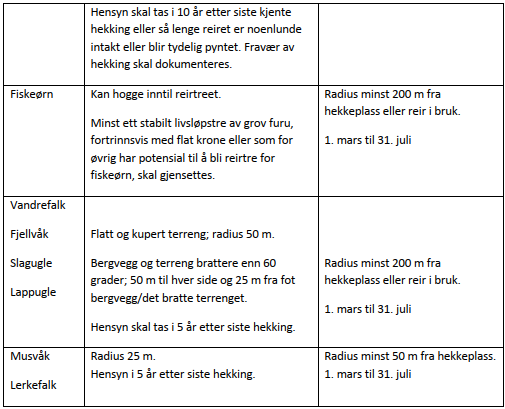 Hensyn skal tas i 10 år etter siste kjente
hekking eller så lenge reiret er noenlunde
intakt eller blir tydelig pyntet. Fravær av
hekking skal dokumenteres.
Fiskeørn
Kan hogge inntil reirtreet.
Minst ett stabilt livsløpstre av grov furu,
fortrinnsvis med flat krone eller som for
øvrig har potensial til å bli reirtre for
fiskeørn, skal gjensettes.
Radius minst 200 m fra
hekkeplass eller reir i bruk.
1. mars til 31. juli
Vandrefalk
Fjellvåk
Slagugle
Lappugle
Flatt og kupert terreng; radius 50 m.
Bergvegg og terreng brattere enn 60
grader; 50 m til hver side og 25 m fra fot
bergvegg/det bratte terrenget.
Hensyn skal tas i 5 år etter siste hekking.
Radius minst 200 m fra
hekkeplass eller reir i bruk.
1. mars til 31. juli
Musvåk
Lerkefalk
Radius 25 m.
Hensyn i 5 år etter siste hekking.
Radius minst 50 m fra hekkeplass.
1. mars til 31. juli